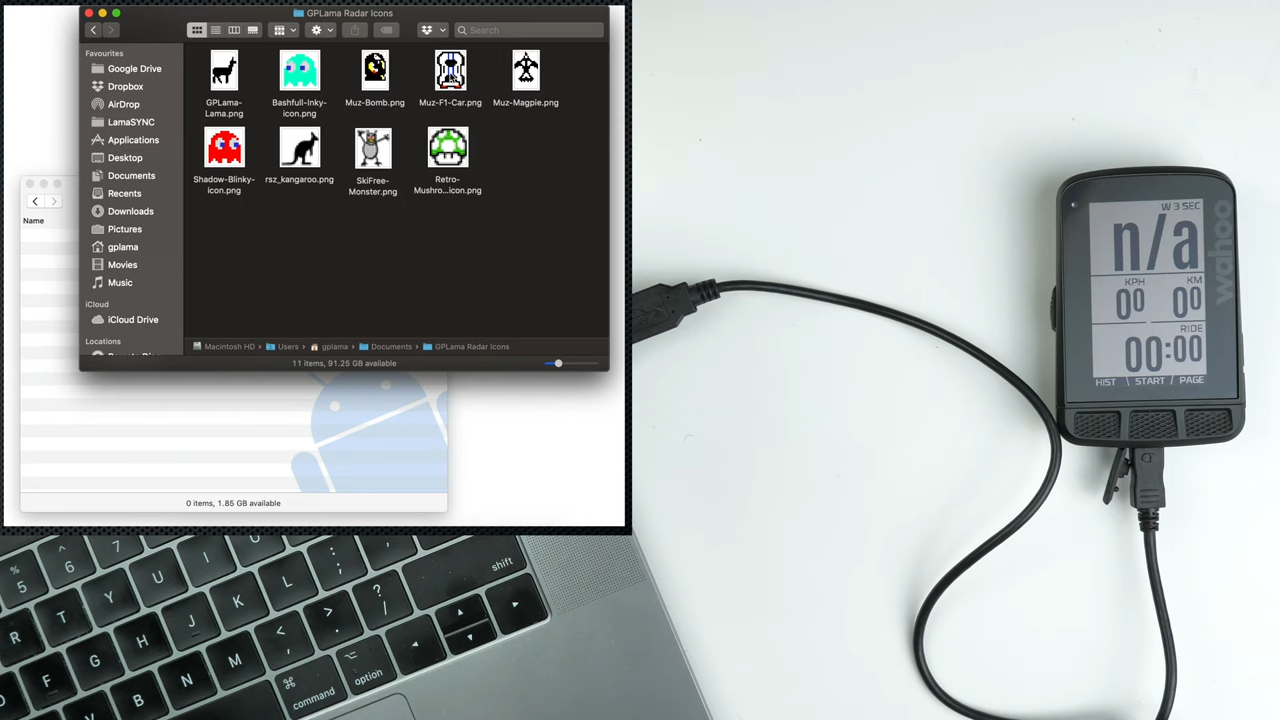 GPLama Radar Icons
Search
Favourites
Google Drive
Dropbox
AirDrop
LamaSYNC
Applications
Desktop
Documents
Recents
Downloads
Pictures
gplama
Movies
Music
iCloud
iCloud Drive
Locations
GPLama-
Lama.png
Bashfull-Inky-
icon.png
Muz-Bomb.png
Muz-F1-Car.png
Muz-Magpie.png
Shadow-Blinky-
icon.png
rsz_kangaroo.png
SkiFree-
Monster.png
Retro-
Mushro...icon.png
Macintosh HD
Users
gplama
Documents
GPLama Radar Icons
11 items, 91.25 GB available
Name
0 items, 1.85 GB available
W 3 SEC
n/a
KPH
KM
00
00
RIDE
00:00
HIST
START
PAGE
wahoo
%
5
^
6
7
R
T
Y
U
I
F
G
H
J
K
L
:
;
"
'
shift
V
B
N
M
<
,
>
.
?
/
⌘
command
⌥
option